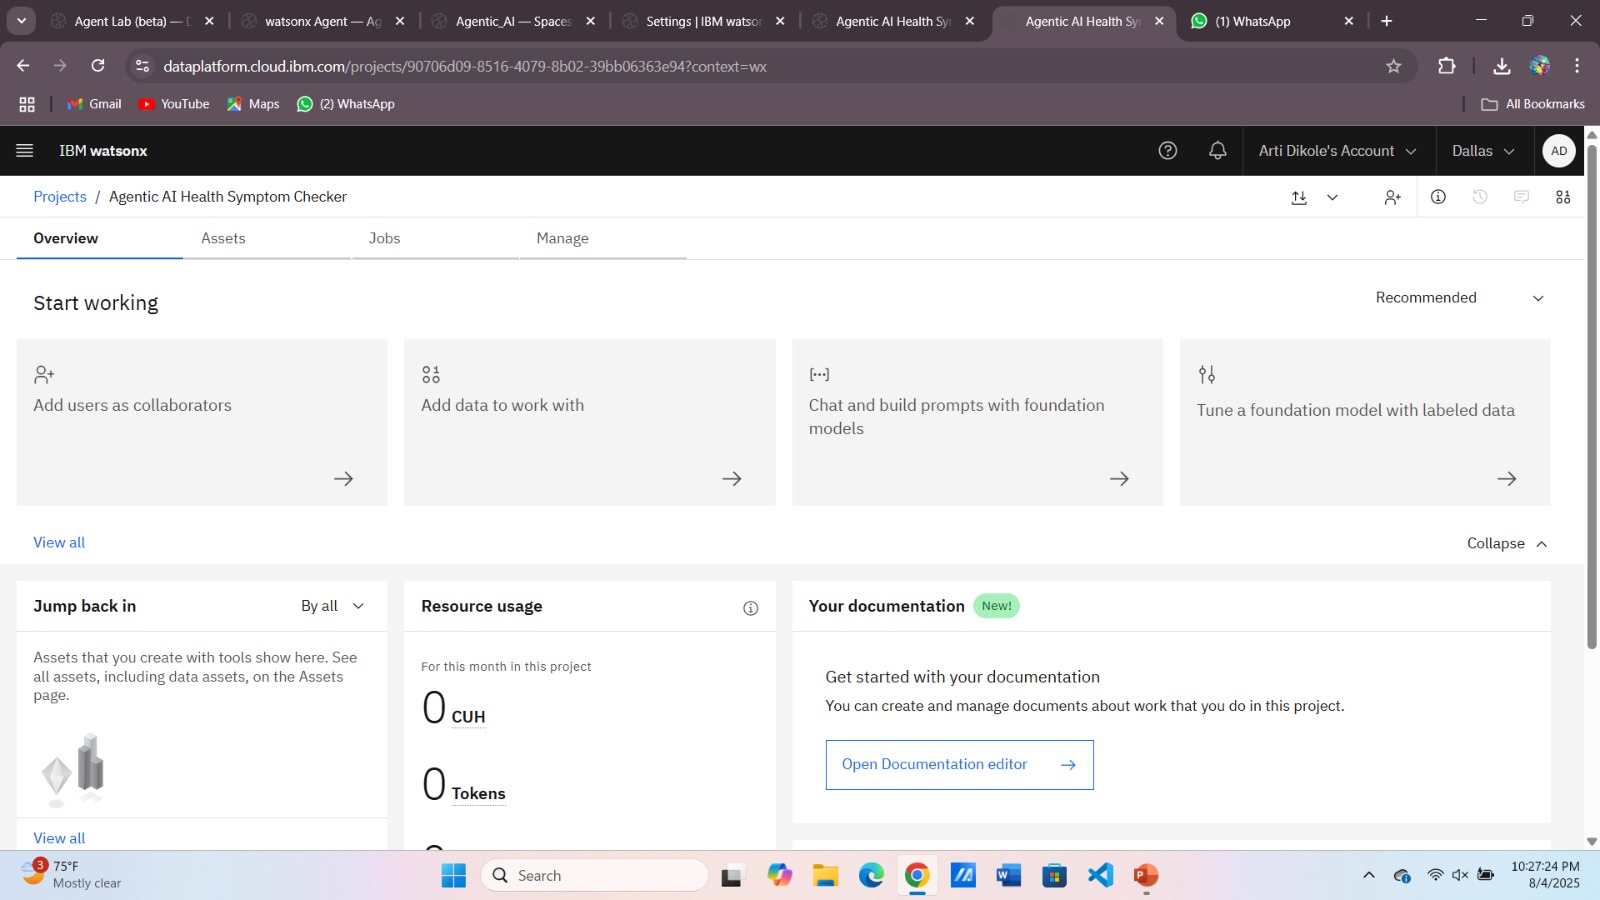 Agent Lab (beta) — D
watsonx Agent — Ag
Agentic_AI — Spaces
Settings | IBM watson
Agentic AI Health Sy
Agentic AI Health Sy
(1) WhatsApp
dataplatform.cloud.ibm.com/projects/90706d09-8516-4079-8b02-39bb06363e94?context=wx
Gmail
YouTube
Maps
(2) WhatsApp
All Bookmarks
IBM watsonx
Arti Dikole's Account
Dallas
AD
Projects / Agentic AI Health Symptom Checker
Overview
Assets
Jobs
Manage
Start working
Recommended
Add users as collaborators
Add data to work with
Chat and build prompts with foundation
models
Tune a foundation model with labeled data
View all
Collapse
Jump back in
By all
Assets that you create with tools show here. See
all assets, including data assets, on the Assets
page.
View all
Resource usage
For this month in this project
0 CUH
0 Tokens
Your documentation
New!
Get started with your documentation
You can create and manage documents about work that you do in this project.
Open Documentation editor
3
75°F
Mostly clear
Search
10:27:24 PM
8/4/2025